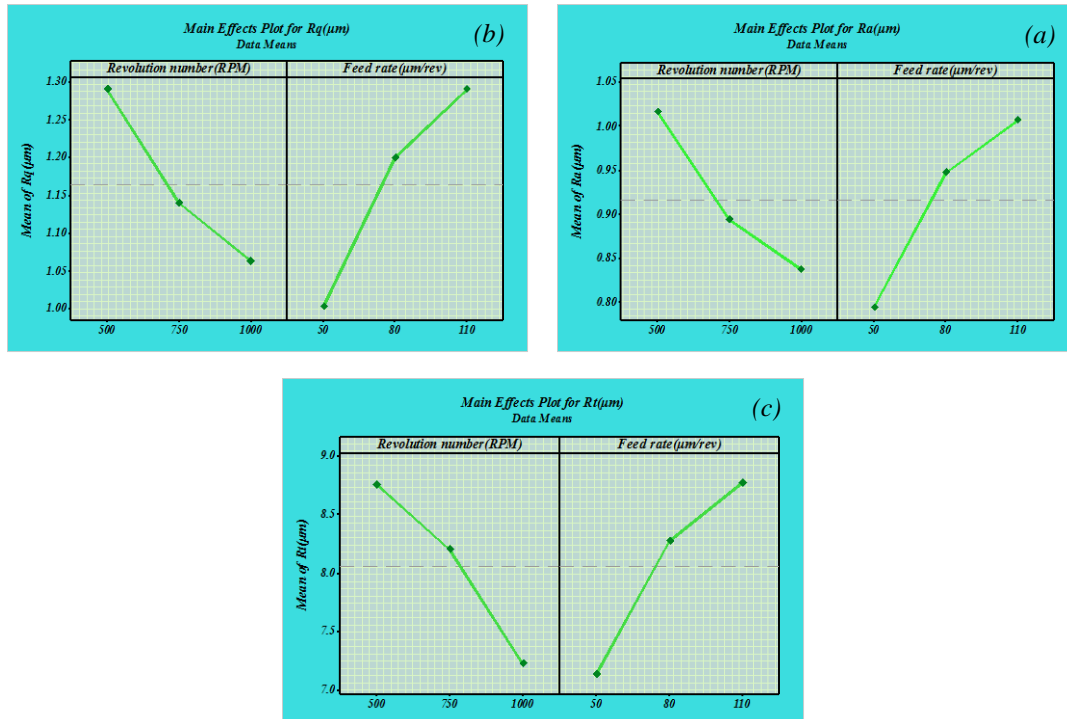 Main Effects Plot for Rq(μm)
Data Means
(b)
Revolution number(RPM)
Feed rate(μm/rev)
Mean of Rq(μm)
1.30
1.25
1.20
1.15
1.10
1.05
1.00
500 750 1000 50 80 110
Main Effects Plot for Ra(μm)
Data Means
(a)
Revolution number(RPM)
Feed rate(μm/rev)
Mean of Ra(μm)
1.05
1.00
0.95
0.90
0.85
0.80
500 750 1000 50 80 110
Main Effects Plot for Rt(μm)
Data Means
(c)
Revolution number(RPM)
Feed rate(μm/rev)
Mean of Rt(μm)
9.0
8.5
8.0
7.5
7.0
500 750 1000 50 80 110